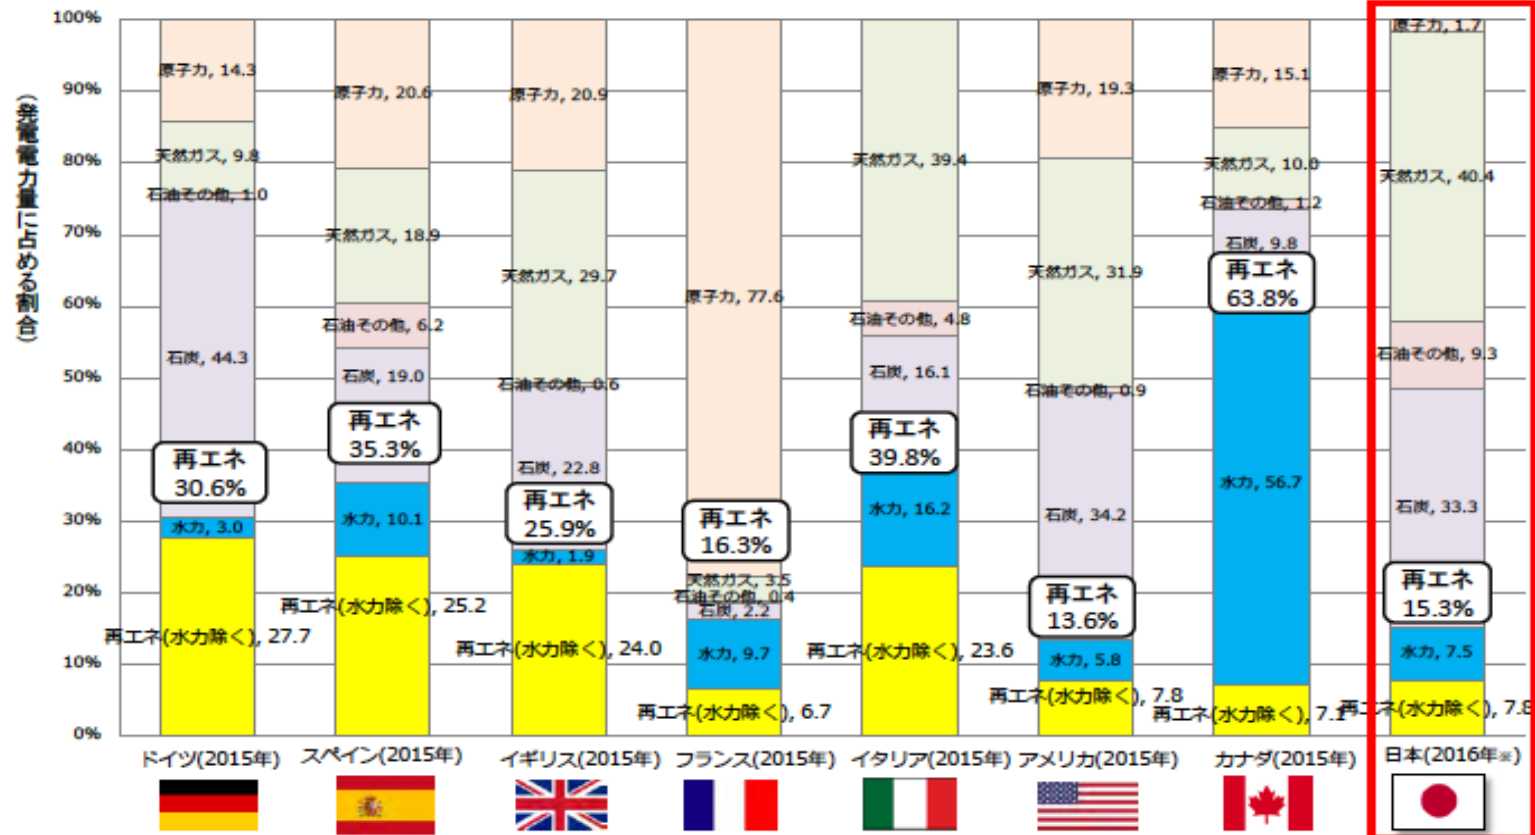 (発電電力量に占める割合)
100%
90%
80%
70%
60%
50%
40%
30%
20%
10%
0%
原子力, 14.3
天然ガス, 9.8
石油その他, 1.0
石炭, 44.3
再エネ
30.6%
水力, 3.0
再エネ(水力除く), 27.7
ドイツ(2015年)
原子力, 20.6
天然ガス, 18.9
石油その他, 6.2
石炭, 19.0
再エネ
35.3%
水力, 10.1
再エネ(水力除く), 25.2
スペイン(2015年)
原子力, 20.9
天然ガス, 29.7
石油その他, 0.6
石炭, 22.8
再エネ
25.9%
水力, 1.9
再エネ(水力除く), 24.0
イギリス(2015年)
原子力, 77.6
再エネ
16.3%
天然ガス, 3.5
石油その他, 0.4
石炭, 2.2
水力, 9.7
再エネ(水力除く), 6.7
フランス(2015年)
天然ガス, 39.4
石油その他, 4.8
石炭, 16.1
再エネ
39.8%
水力, 16.2
再エネ(水力除く), 23.6
イタリア(2015年)
原子力, 19.3
天然ガス, 31.9
石油その他, 0.9
石炭, 34.2
再エネ
13.6%
水力, 5.8
再エネ(水力除く), 7.8
アメリカ(2015年)
原子力, 15.1
天然ガス, 10.0
石油その他, 1.2
石炭, 9.8
再エネ
63.8%
水力, 56.7
再エネ(水力除く), 7.1
カナダ(2015年)
原子力, 1.7
天然ガス, 40.4
石油その他, 9.3
石炭, 33.3
再エネ
15.3%
水力, 7.5
再エネ(水力除く), 7.8
日本(2016年※)